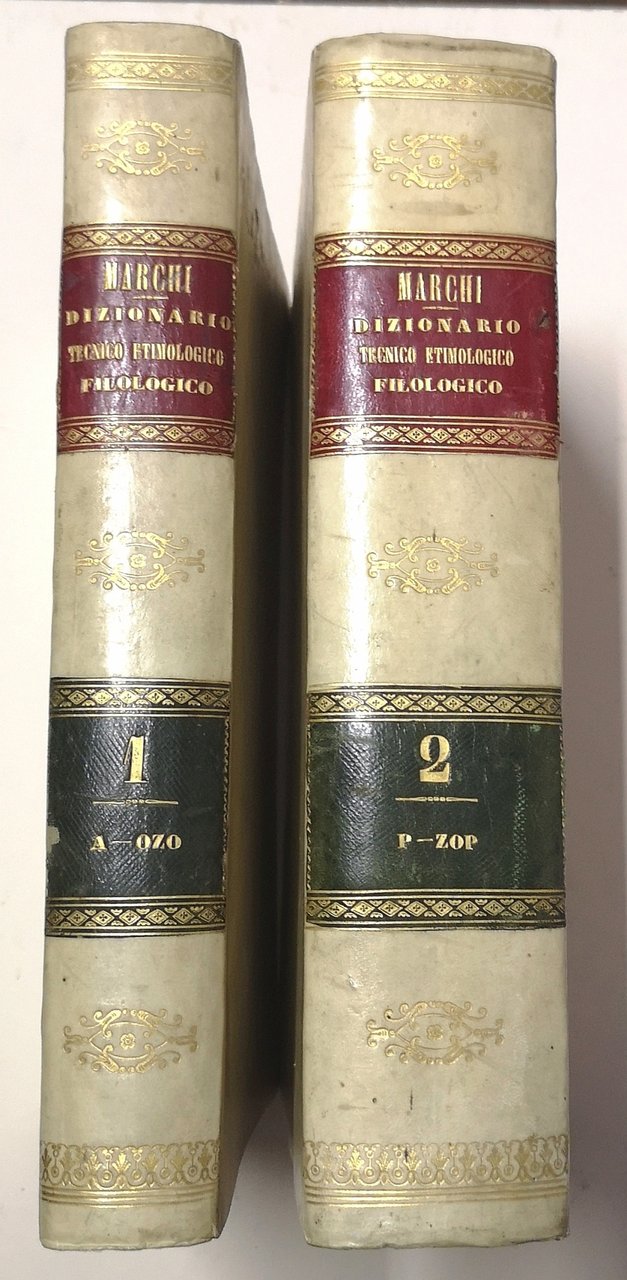 MARCHI
DIZIONARIO
TECNICO ETIMOLOGICO
FILOLOGICO
1
A-OZO
MARCHI
DIZIONARIO
TECNICO ETIMOLOGICO
FILOLOGICO
2
P-ZOP